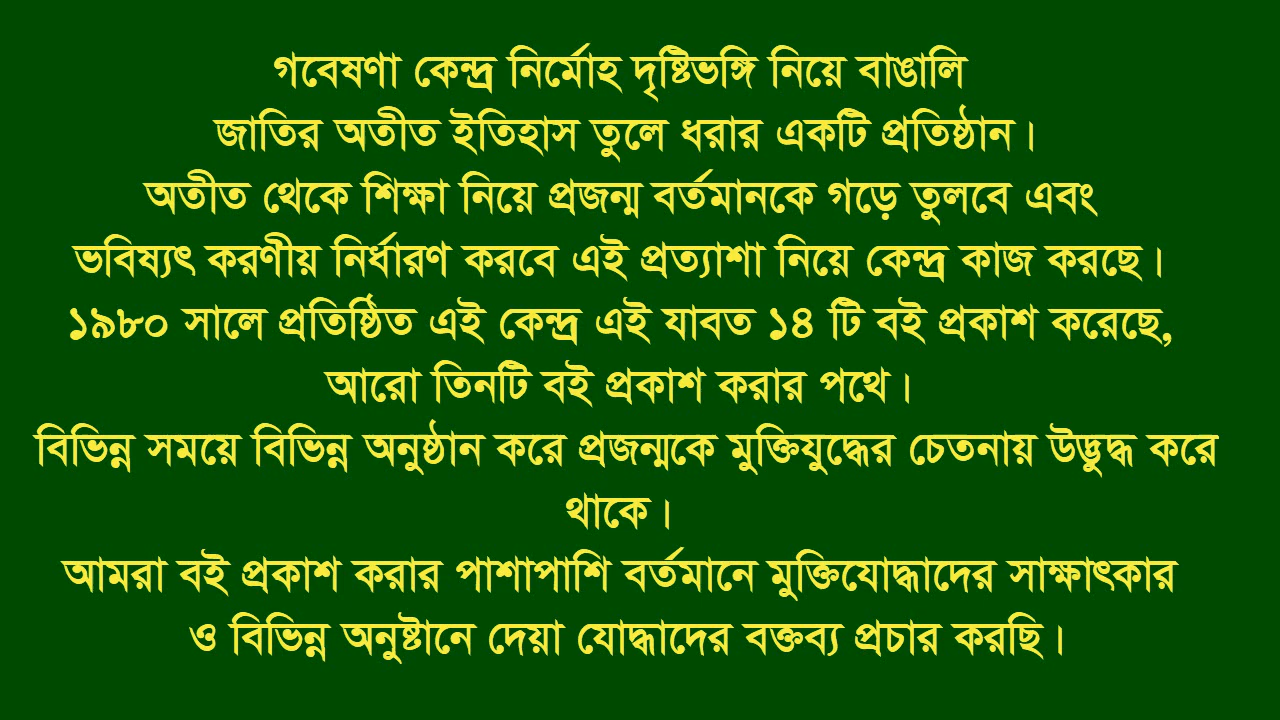 গবেষণা কেন্দ্র নির্মোহ দৃষ্টিভঙ্গি নিয়ে বাঙালি
জাতির অতীত ইতিহাস তুলে ধরার একটি প্রতিষ্ঠান।
অতীত থেকে শিক্ষা নিয়ে প্রজন্ম বর্তমানকে গড়ে তুলবে এবং
ভবিষ্যৎ করণীয় নির্ধারণ করবে এই প্রত্যাশা নিয়ে কেন্দ্র কাজ করছে।
১৯৮০ সালে প্রতিষ্ঠিত এই কেন্দ্র এই যাবত ১৪ টি বই প্রকাশ করেছে,
আরো তিনটি বই প্রকাশ করার পথে।
বিভিন্ন সময়ে বিভিন্ন অনুষ্ঠান করে প্রজন্মকে মুক্তিযুদ্ধের চেতনায় উদ্ভুদ্ধ করে
থাকে।
আমরা বই প্রকাশ করার পাশাপাশি বর্তমানে মুক্তিযোদ্ধাদের সাক্ষাৎকার
ও বিভিন্ন অনুষ্টানে দেয়া যোদ্ধাদের বক্তব্য প্রচার করছি।